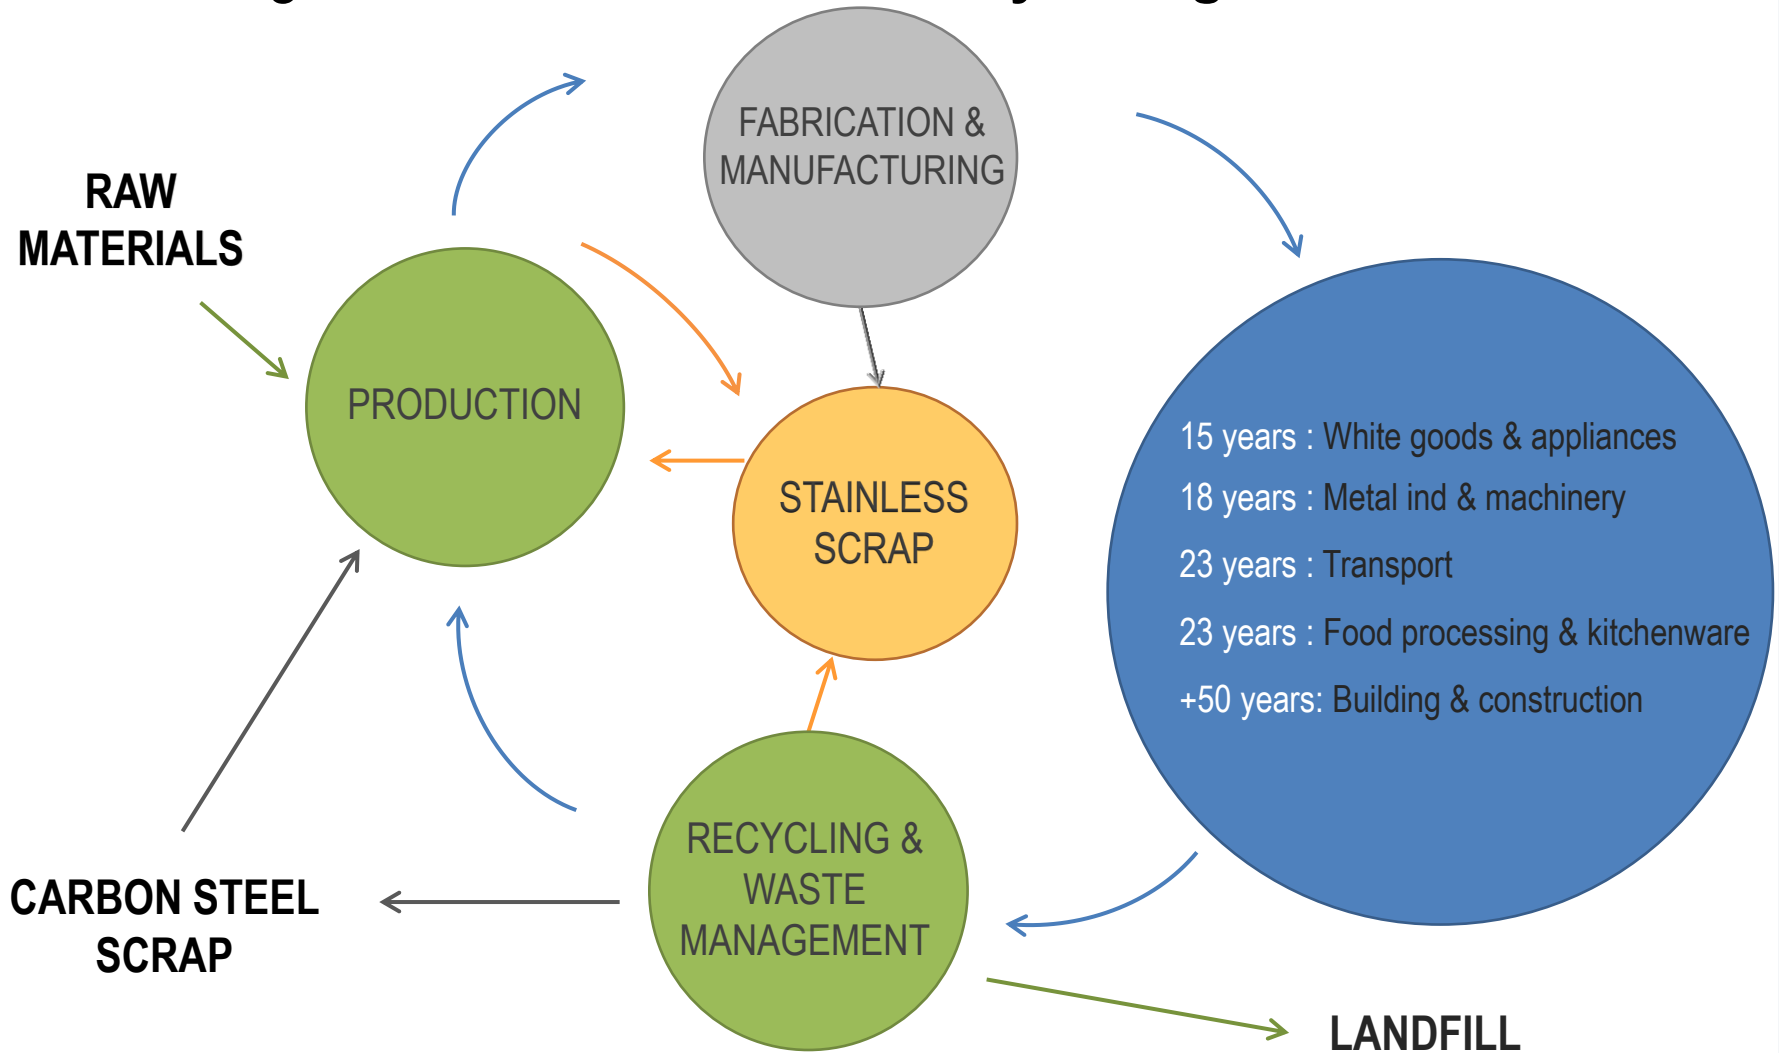 FABRICATION &
MANUFACTURING
RAW
MATERIALS
PRODUCTION
STAINLESS
SCRAP
15 years : White goods & appliances
18 years : Metal ind & machinery
23 years : Transport
23 years : Food processing & kitchenware
+50 years: Building & construction
RECYCLING &
WASTE
MANAGEMENT
CARBON STEEL
SCRAP
LANDFILL